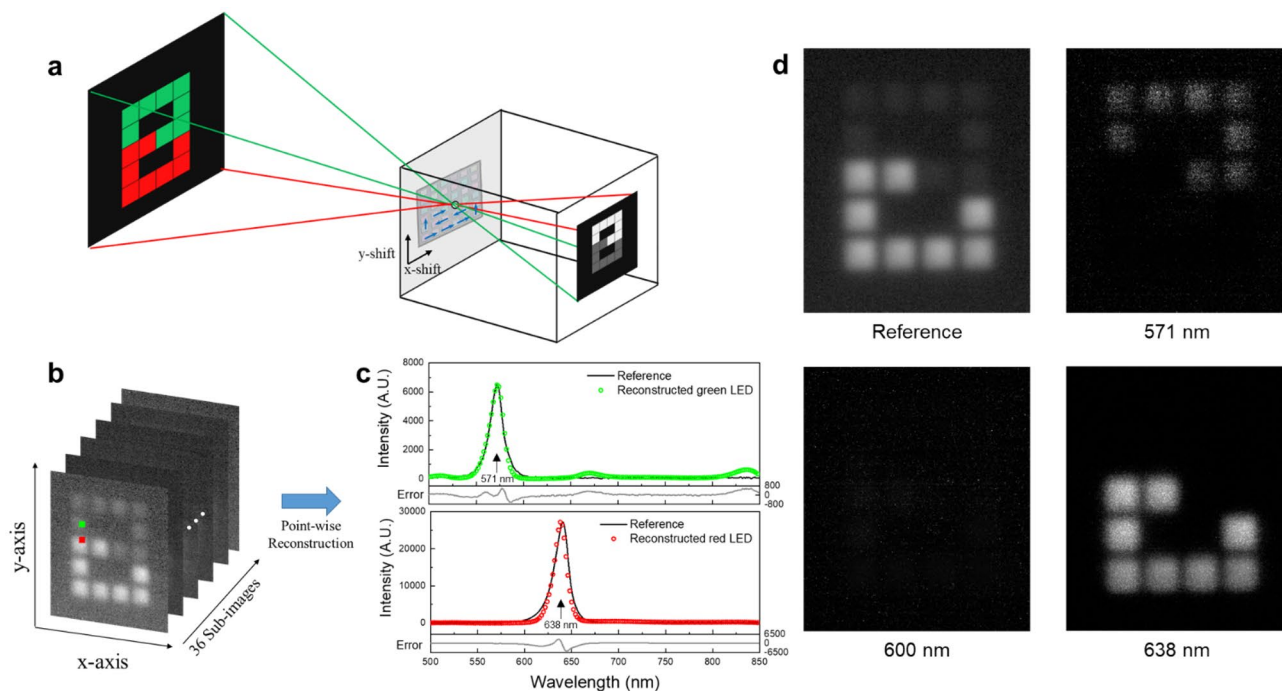 a
y-shift
x-shift
b
y-axis
x-axis
36 Sub-images
Point-wise
Reconstruction
c
8000
6000
4000
2000
0
Intensity (A.U.)
Reference
Reconstructed green LED
571 nm
Error
800
0
-800
30000
20000
10000
0
Intensity (A.U.)
Reference
Reconstructed red LED
638 nm
Error
6500
0
-6500
500 550 600 650 700 750 800 850
Wavelength (nm)
d
Reference
571 nm
600 nm
638 nm